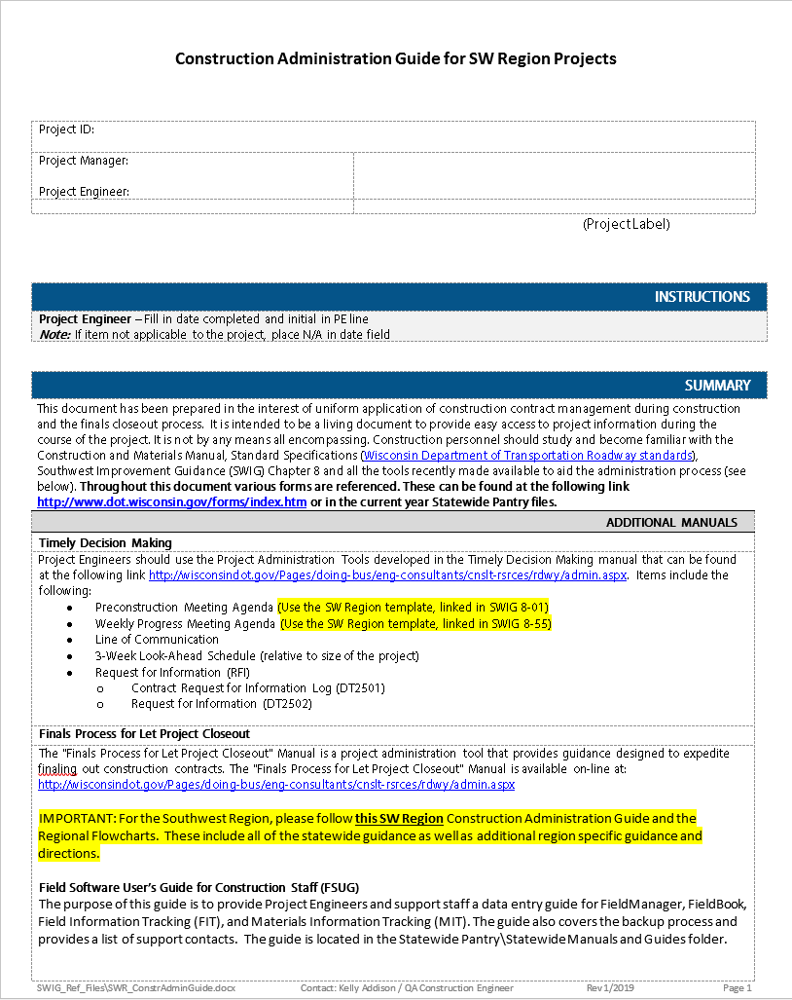 Construction Administration Guide for SW Region Projects
Project ID:
Project Manager:
Project Engineer:
(Project Label)
INSTRUCTIONS
Project Engineer – Fill in date completed and initial in PE line
Note: If item not applicable to the project, place N/A in date field
SUMMARY
This document has been prepared in the interest of uniform application of construction contract management during construction
and the finals closeout process. It is intended to be a living document to provide easy access to project information during the
course of the project. It is not by any means all encompassing. Construction personnel should study and become familiar with the
Construction and Materials Manual, Standard Specifications (Wisconsin Department of Transportation Roadway standards),
Southwest Improvement Guidance (SWIG) Chapter 8 and all the tools recently made available to aid the administration process (see
below). Throughout this document various forms are referenced. These can be found at the following link
http://www.dot.wisconsin.gov/forms/index.htm or in the current year Statewide Pantry files.
ADDITIONAL MANUALS
Timely Decision Making
Project Engineers should use the Project Administration Tools developed in the Timely Decision Making manual that can be found
at the following link http://wisconsindot.gov/Pages/doing-bus/eng-consultants/cnslt-rsrces/rdwy/admin.aspx. Items include the
following:
• Preconstruction Meeting Agenda (Use the SW Region template, linked in SWIG 8-01)
• Weekly Progress Meeting Agenda (Use the SW Region template, linked in SWIG 8-55)
• Line of Communication
• 3-Week Look-Ahead Schedule (relative to size of the project)
• Request for Information (RFI)
o Contract Request for Information Log (DT2501)
o Request for Information (DT2502)
Finals Process for Let Project Closeout
The "Finals Process for Let Project Closeout" Manual is a project administration tool that provides guidance designed to expedite
finaling out construction contracts. The "Finals Process for Let Project Closeout" Manual is available on-line at:
http://wisconsindot.gov/Pages/doing-bus/eng-consultants/cnslt-rsrces/rdwy/admin.aspx
IMPORTANT: For the Southwest Region, please follow this SW Region Construction Administration Guide and the
Regional Flowcharts. These include all of the statewide guidance as well as additional region specific guidance and
directions.
Field Software User's Guide for Construction Staff (FSUG)
The purpose of this guide is to provide Project Engineers and support staff a data entry guide for FieldManager, FieldBook,
Field Information Tracking (FIT), and Materials Information Tracking (MIT). The guide also covers the backup process and
provides a list of support contacts. The guide is located in the Statewide Pantry\Statewide Manuals and Guides folder.
SWIG_Ref_Files\SWR_ConstrAdminGuide.docx Contact: Kelly Addison / QA Construction Engineer Rev 1/2019 Page 1